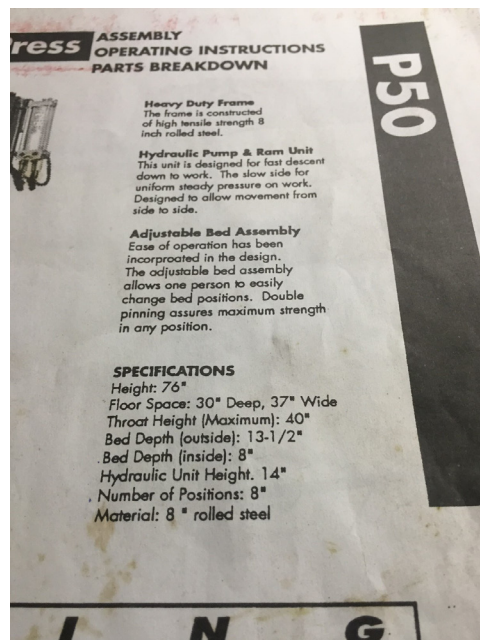 ress
ASSEMBLY
OPERATING INSTRUCTIONS
PARTS BREAKDOWN
P50
Heavy Duty Frame
The frame is constructed
of high tensile strength 8
inch rolled steel.
Hydraulic Pump & Ram Unit
This unit is designed for fast descent
down to work. The slow side for
uniform steady pressure on work.
Designed to allow movement from
side to side.
Adjustable Bed Assembly
Ease of operation has been
incorproated in the design.
The adjustable bed assembly
allows one person to easily
change bed positions. Double
pinning assures maximum strength
in any position.
SPECIFICATIONS
Height: 76"
Floor Space: 30" Deep, 37" Wide
Throat Height (Maximum): 40"
Bed Depth (outside): 13-1/2"
Bed Depth (inside): 8"
Hydraulic Unit Height. 14"
Number of Positions: 8"
Material: 8 " rolled steel
I N G